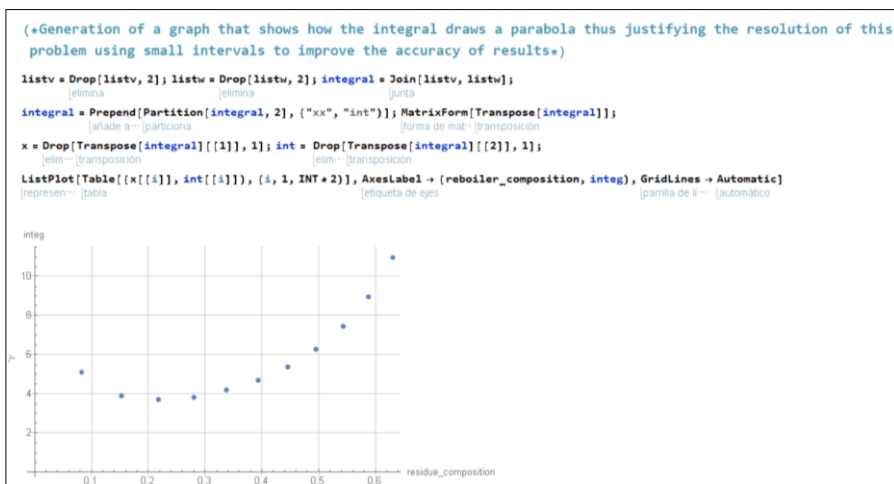 (*Generation of a graph that shows how the integral draws a parabola thus justifying the resolution of this
problem using small intervals to improve the accuracy of results*)
listv = Drop[listv, 2]; listw = Drop[listw, 2]; integral = Join[listv, listw];
elimina elimina junta
integral = Prepend[Partition[integral, 2], {"xx", "int"}]; MatrixForm[Transpose[integral]];
añade a··· particiona forma de mat··· transposición
x = Drop[Transpose[integral][[1]], 1]; int = Drop[Transpose[integral][[2]], 1];
elim··· transposición elim··· transposición
ListPlot[Table[{x[[i]], int[[i]]}, {i, 1, INT * 2}], AxesLabel → {reboiler_composition, integ}, GridLines → Automatic]
represen··· tabla etiqueta de ejes parrilla de lí··· automático
integ
10
8
6
4
2
0.1 0.2 0.3 0.4 0.5 0.6
residue_composition